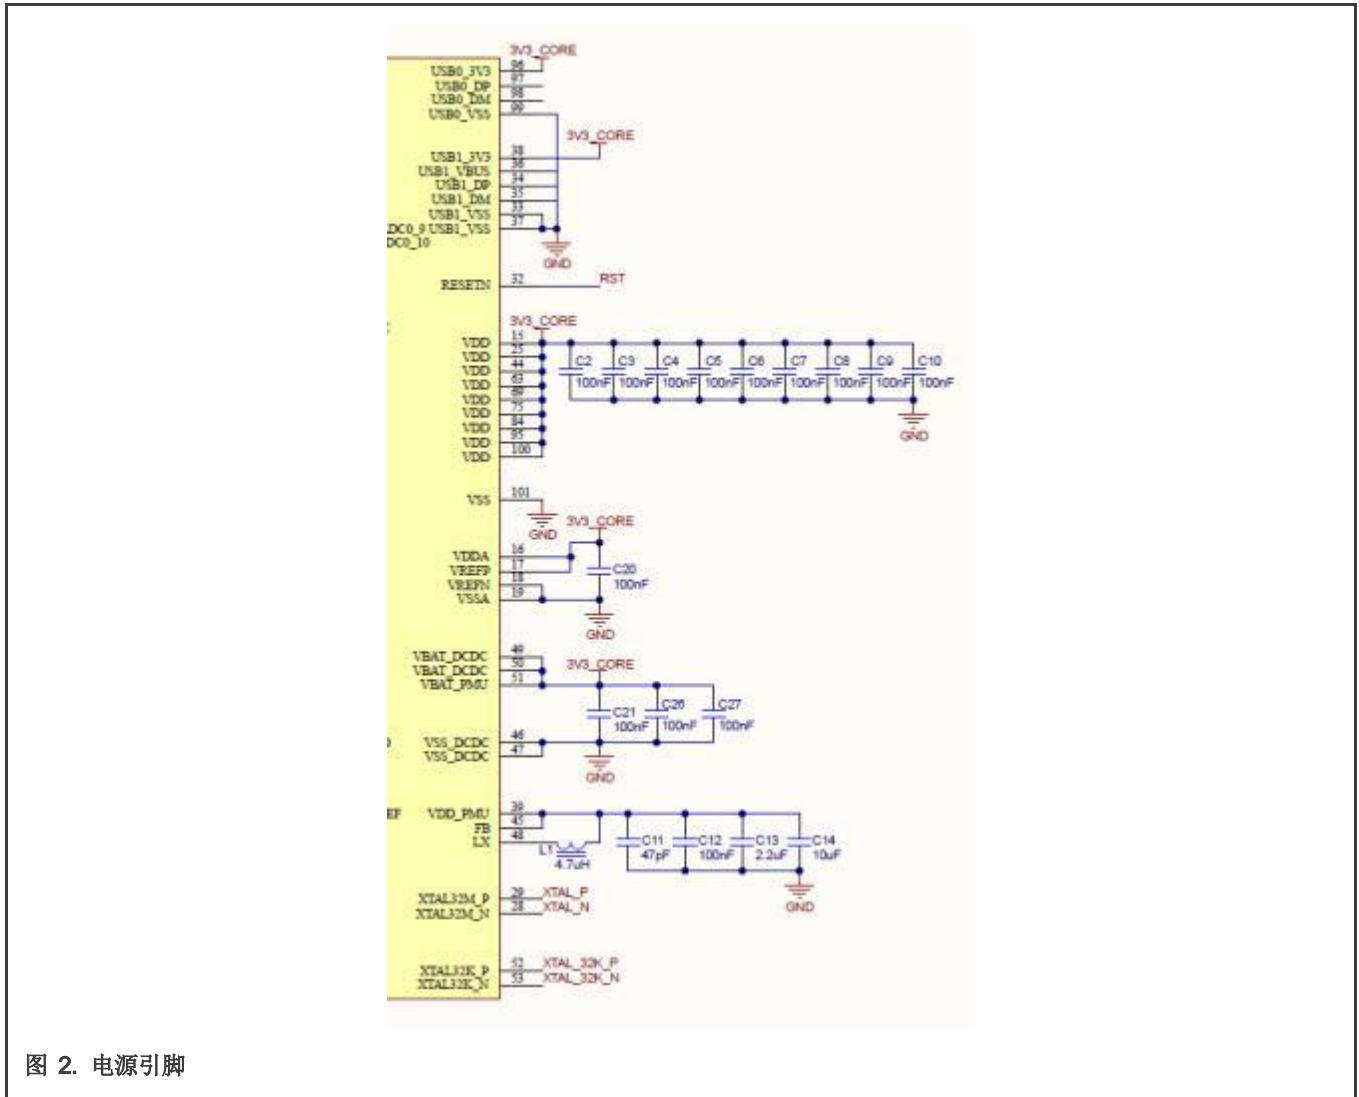 3V3_CORE
USB0_3V3 96
USB0_DP 97
USB0_DM 98
USB0_VSS 99
3V3_CORE
USB1_3V3 38
USB1_VBUS 36
USB1_DP 34
USB1_DM 35
USB1_VSS 33
DC0_9 USB1_VSS 37
DC0_10
GND
RESETN 32 RST
3V3_CORE
VDD 15
VDD 25
VDD 44
VDD 63
VDD 69
VDD 75
VDD 84
VDD 95
VDD 100
C2 C3 C4 C5 C6 C7 C8 C9 C10
100nF 100nF 100nF 100nF 100nF 100nF 100nF 100nF 100nF
GND
VSS 101
GND
3V3_CORE
VDDA 16
VREFP 17
VREFN 18
VSSA 19
C20
100nF
GND
VBAT_DCDC 49
VBAT_DCDC 50
VBAT_PMU 51
3V3_CORE
C21 C26 C27
100nF 100nF 100nF
VSS_DCDC 46
VSS_DCDC 47
GND
EF VDD_PMU 39
FB 45
LX 48
L1
4.7uH
C11 C12 C13 C14
47pF 100nF 2.2uF 10uF
GND
XTAL32M_P 29 XTAL_P
XTAL32M_N 28 XTAL_N
XTAL32K_P 52 XTAL_32K_P
XTAL32K_N 53 XTAL_32K_N
图 2. 电源引脚